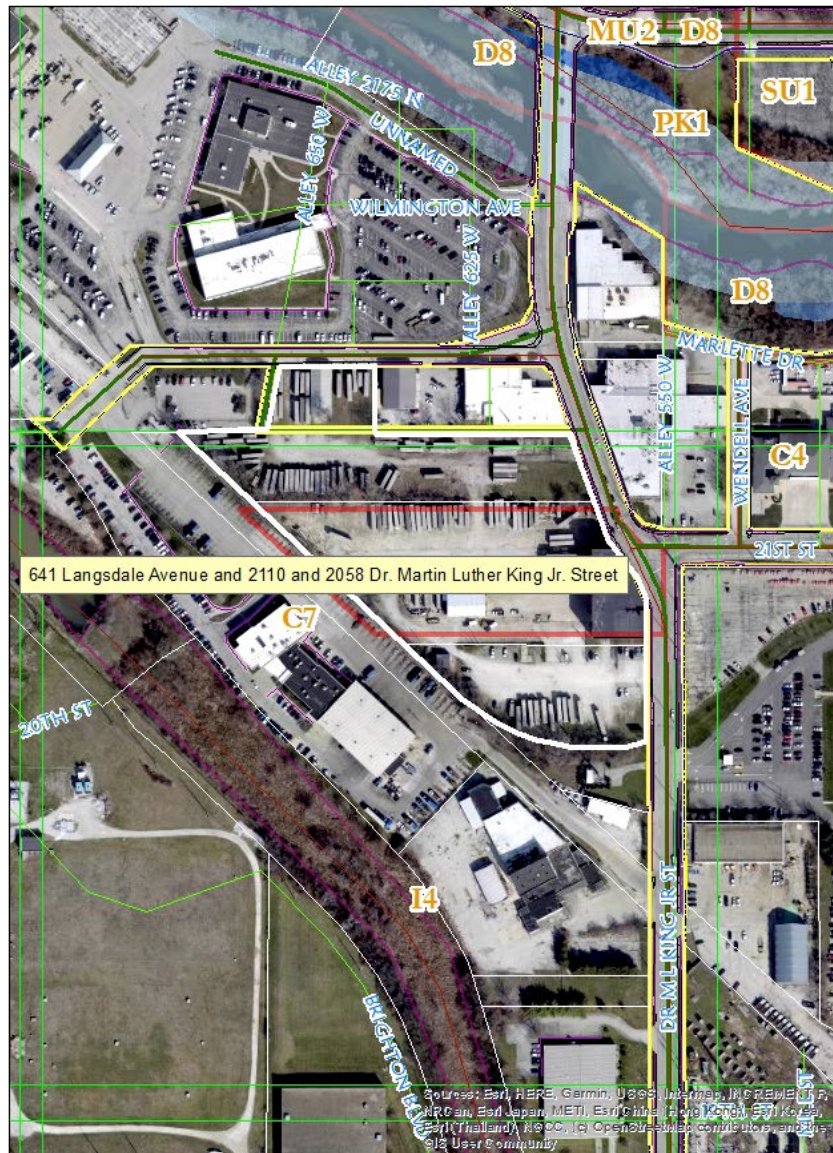 MU2
D8
D8
SU1
ALLEY 2175 N
PK1
UNNAMED
ALLEY 650 W
WILMINGTON AVE
ALLEY 625 W
D8
MARLETTE DR
ALLEY 550 W
WENDELL AVE
C4
21ST ST
641 Langsdale Avenue and 2110 and 2058 Dr. Martin Luther King Jr. Street
C7
20TH ST
I4
DR M L KING JR ST
BRIGHTON BLVD
Sources: Esri, HERE, Garmin, USGS, Intermap, INCREMENT P,
NRCan, Esri Japan, METI, Esri China (Hong Kong), Esri Korea,
Esri (Thailand), NGCC, (c) OpenStreetMap contributors, and the
GIS User Community